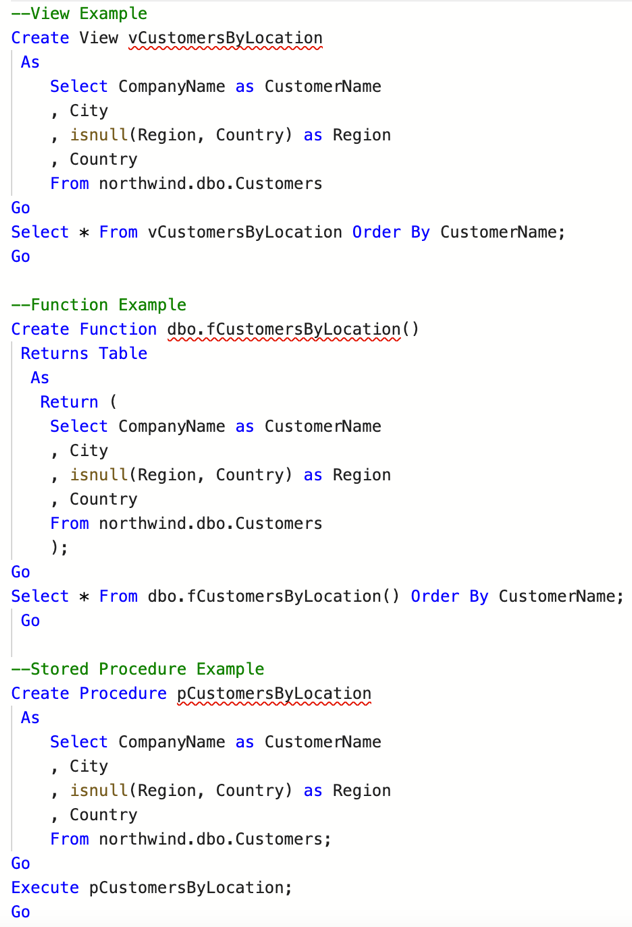 --View Example
Create View vCustomersByLocation
As
Select CompanyName as CustomerName
, City
, isnull(Region, Country) as Region
, Country
From northwind.dbo.Customers
Go
Select * From vCustomersByLocation Order By CustomerName;
Go
--Function Example
Create Function dbo.fCustomersByLocation()
Returns Table
As
Return (
Select CompanyName as CustomerName
, City
, isnull(Region, Country) as Region
, Country
From northwind.dbo.Customers
);
Go
Select * From dbo.fCustomersByLocation() Order By CustomerName;
Go
--Stored Procedure Example
Create Procedure pCustomersByLocation
As
Select CompanyName as CustomerName
, City
, isnull(Region, Country) as Region
, Country
From northwind.dbo.Customers;
Go
Execute pCustomersByLocation;
Go